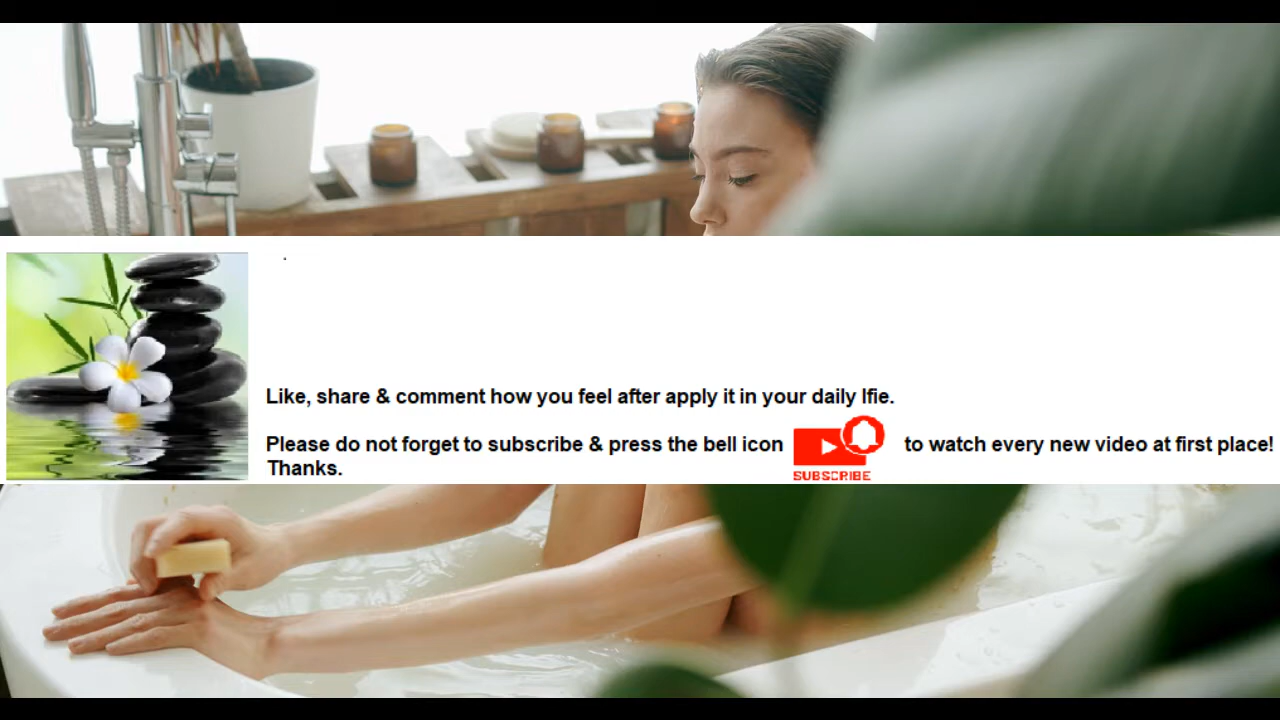 .
Like, share & comment how you feel after apply it in your daily lfie.
Please do not forget to subscribe & press the bell icon SUBSCRIBE to watch every new video at first place!
Thanks.